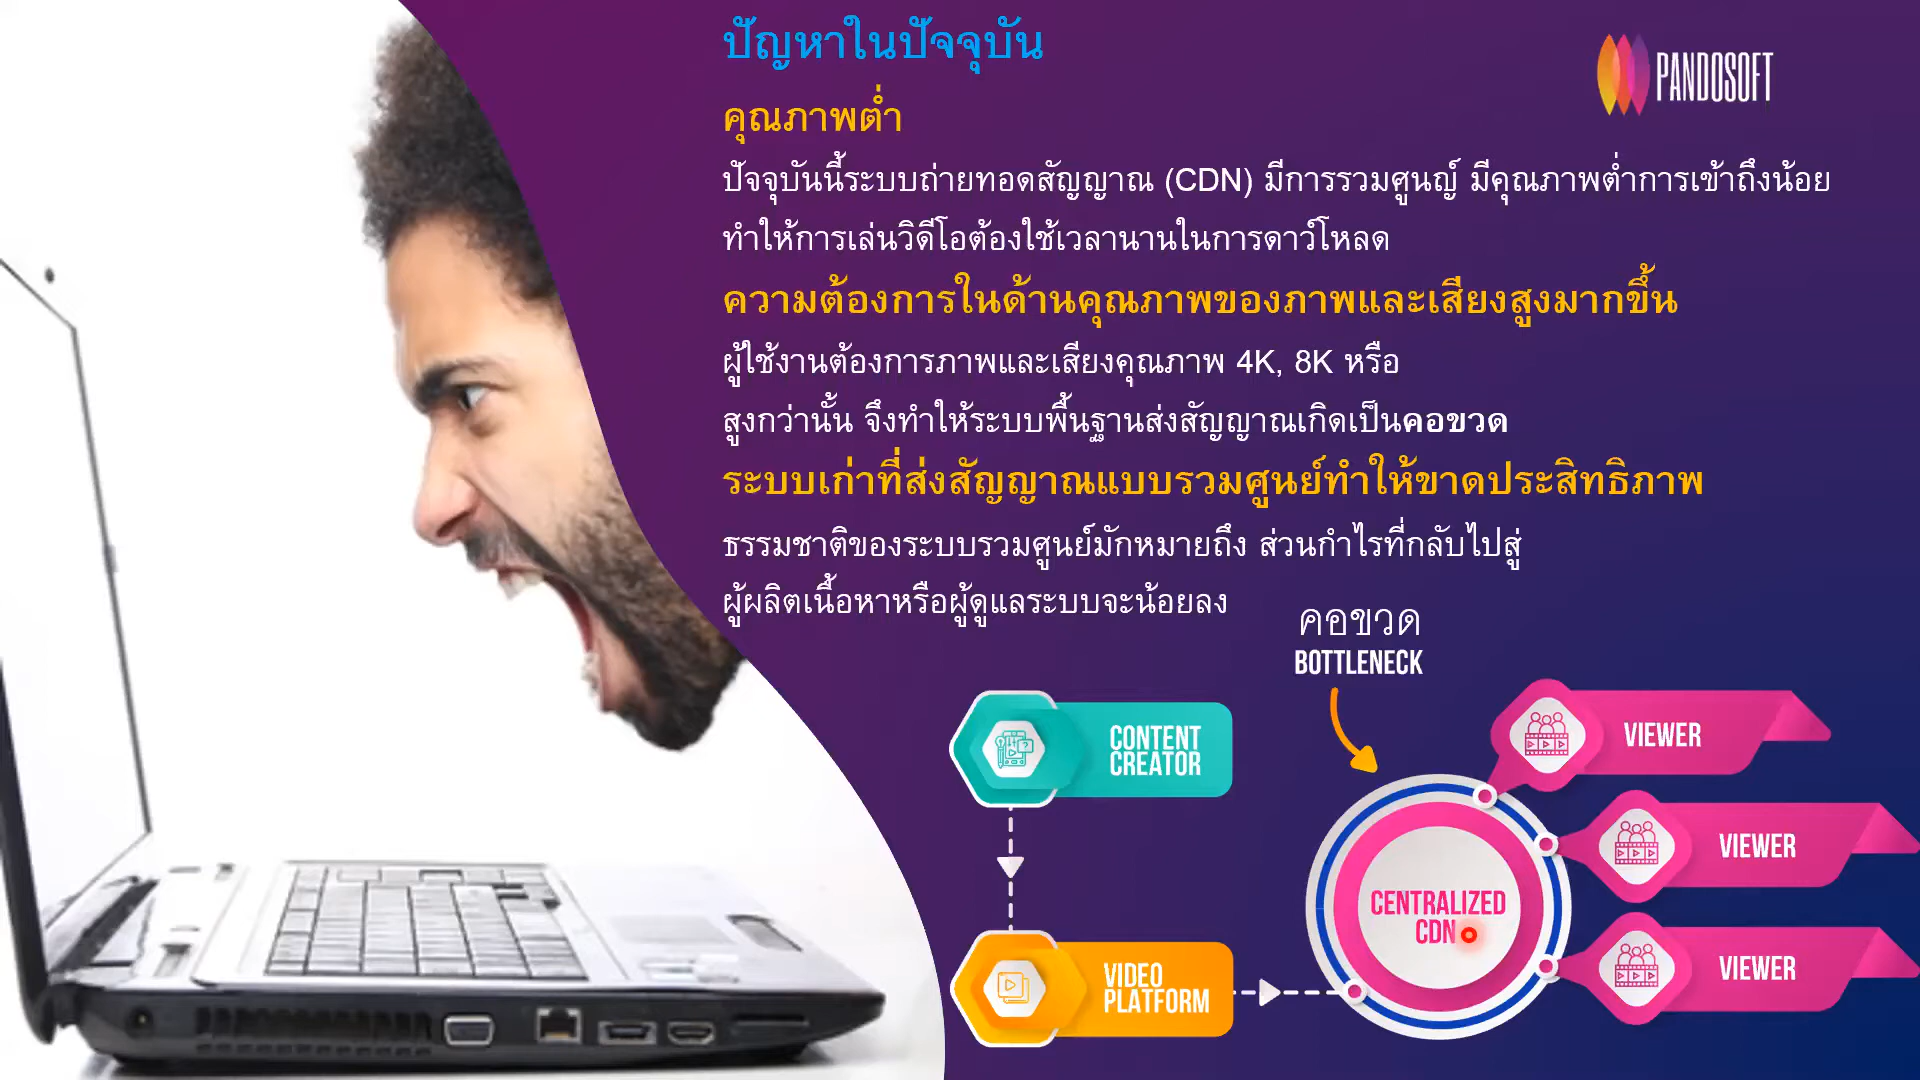 ปัญหาในปัจจุบัน
PANDOSOFT
คุณภาพต่ำ
ปัจจุบันนี้ระบบถ่ายทอดสัญญาณ (CDN) มีการรวมศูนญ์ มีคุณภาพต่ำการเข้าถึงน้อย
ทำให้การเล่นวิดีโอต้องใช้เวลานานในการดาว์โหลด
ความต้องการในด้านคุณภาพของภาพและเสียงสูงมากขึ้น
ผู้ใช้งานต้องการภาพและเสียงคุณภาพ 4K, 8K หรือ
สูงกว่านั้น จึงทำให้ระบบพื้นฐานส่งสัญญาณเกิดเป็นคอขวด
ระบบเก่าที่ส่งสัญญาณแบบรวมศูนย์ทำให้ขาดประสิทธิภาพ
ธรรมชาติของระบบรวมศูนย์มักหมายถึง ส่วนกำไรที่กลับไปสู่
ผู้ผลิตเนื้อหาหรือผู้ดูแลระบบจะน้อยลง
คอขวด
BOTTLENECK
CONTENT
CREATOR
VIDEO
PLATFORM
CENTRALIZED
CDN
VIEWER
VIEWER
VIEWER